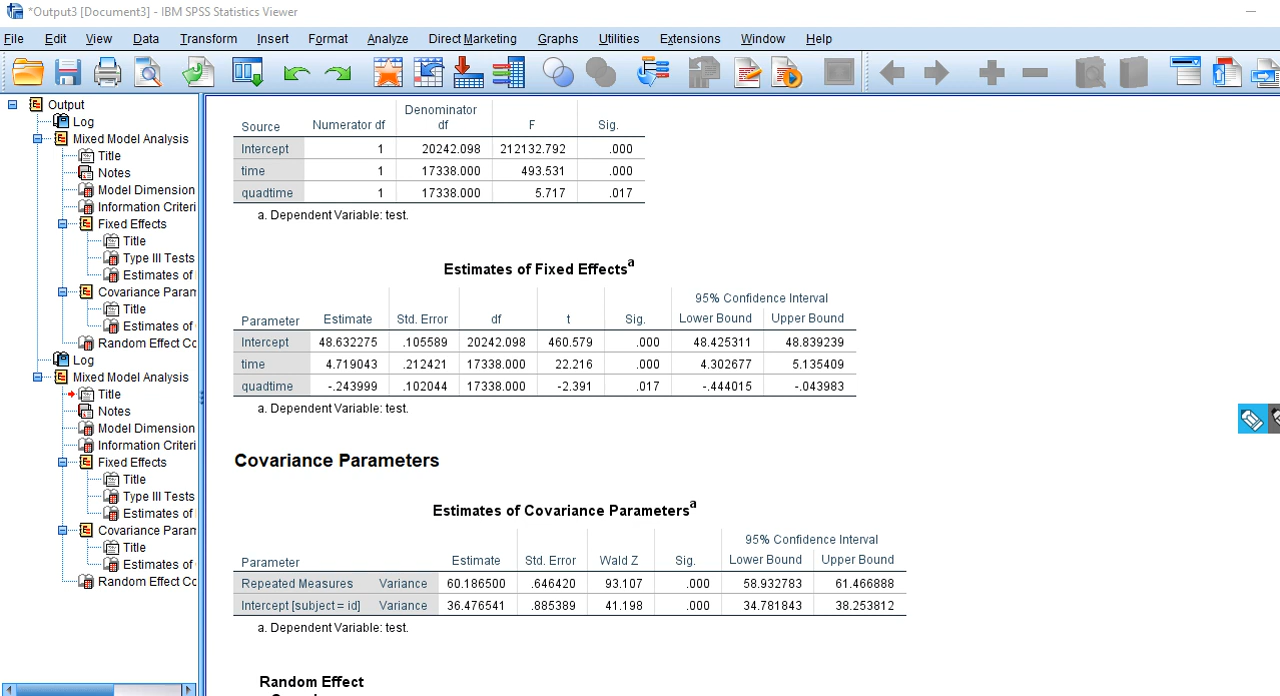 *Output3 [Document3] - IBM SPSS Statistics Viewer
File Edit View Data Transform Insert Format Analyze Direct Marketing Graphs Utilities Extensions Window Help
Output
Log
Mixed Model Analysis
Title
Notes
Model Dimension
Information Criteri
Fixed Effects
Title
Type III Tests
Estimates of
Covariance Param
Title
Estimates of
Random Effect Co
Log
Mixed Model Analysis
Title
Notes
Model Dimension
Information Criteri
Fixed Effects
Title
Type III Tests
Estimates of
Covariance Param
Title
Estimates of
Random Effect Co
Source Numerator df Denominator df F Sig.
Intercept 1 20242.098 212132.792 .000
time 1 17338.000 493.531 .000
quadtime 1 17338.000 5.717 .017
a. Dependent Variable: test.
Estimates of Fixed Effectsa
95% Confidence Interval
Parameter Estimate Std. Error df t Sig. Lower Bound Upper Bound
Intercept 48.632275 .105589 20242.098 460.579 .000 48.425311 48.839239
time 4.719043 .212421 17338.000 22.216 .000 4.302677 5.135409
quadtime -.243999 .102044 17338.000 -2.391 .017 -.444015 -.043983
a. Dependent Variable: test.
Covariance Parameters
Estimates of Covariance Parametersa
95% Confidence Interval
Parameter Estimate Std. Error Wald Z Sig. Lower Bound Upper Bound
Repeated Measures Variance 60.186500 .646420 93.107 .000 58.932783 61.466888
Intercept [subject = id] Variance 36.476541 .885389 41.198 .000 34.781843 38.253812
a. Dependent Variable: test.
Random Effect